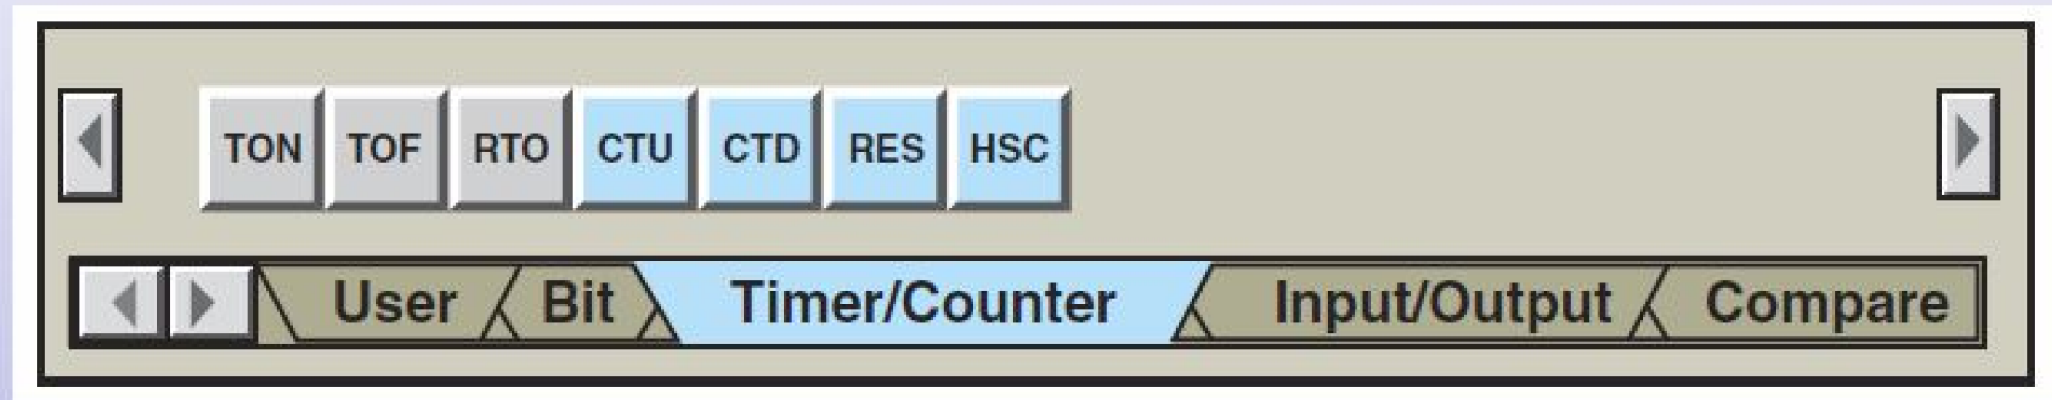 TON TOF RTO CTU CTD RES HSC
User Bit Timer/Counter Input/Output Compare